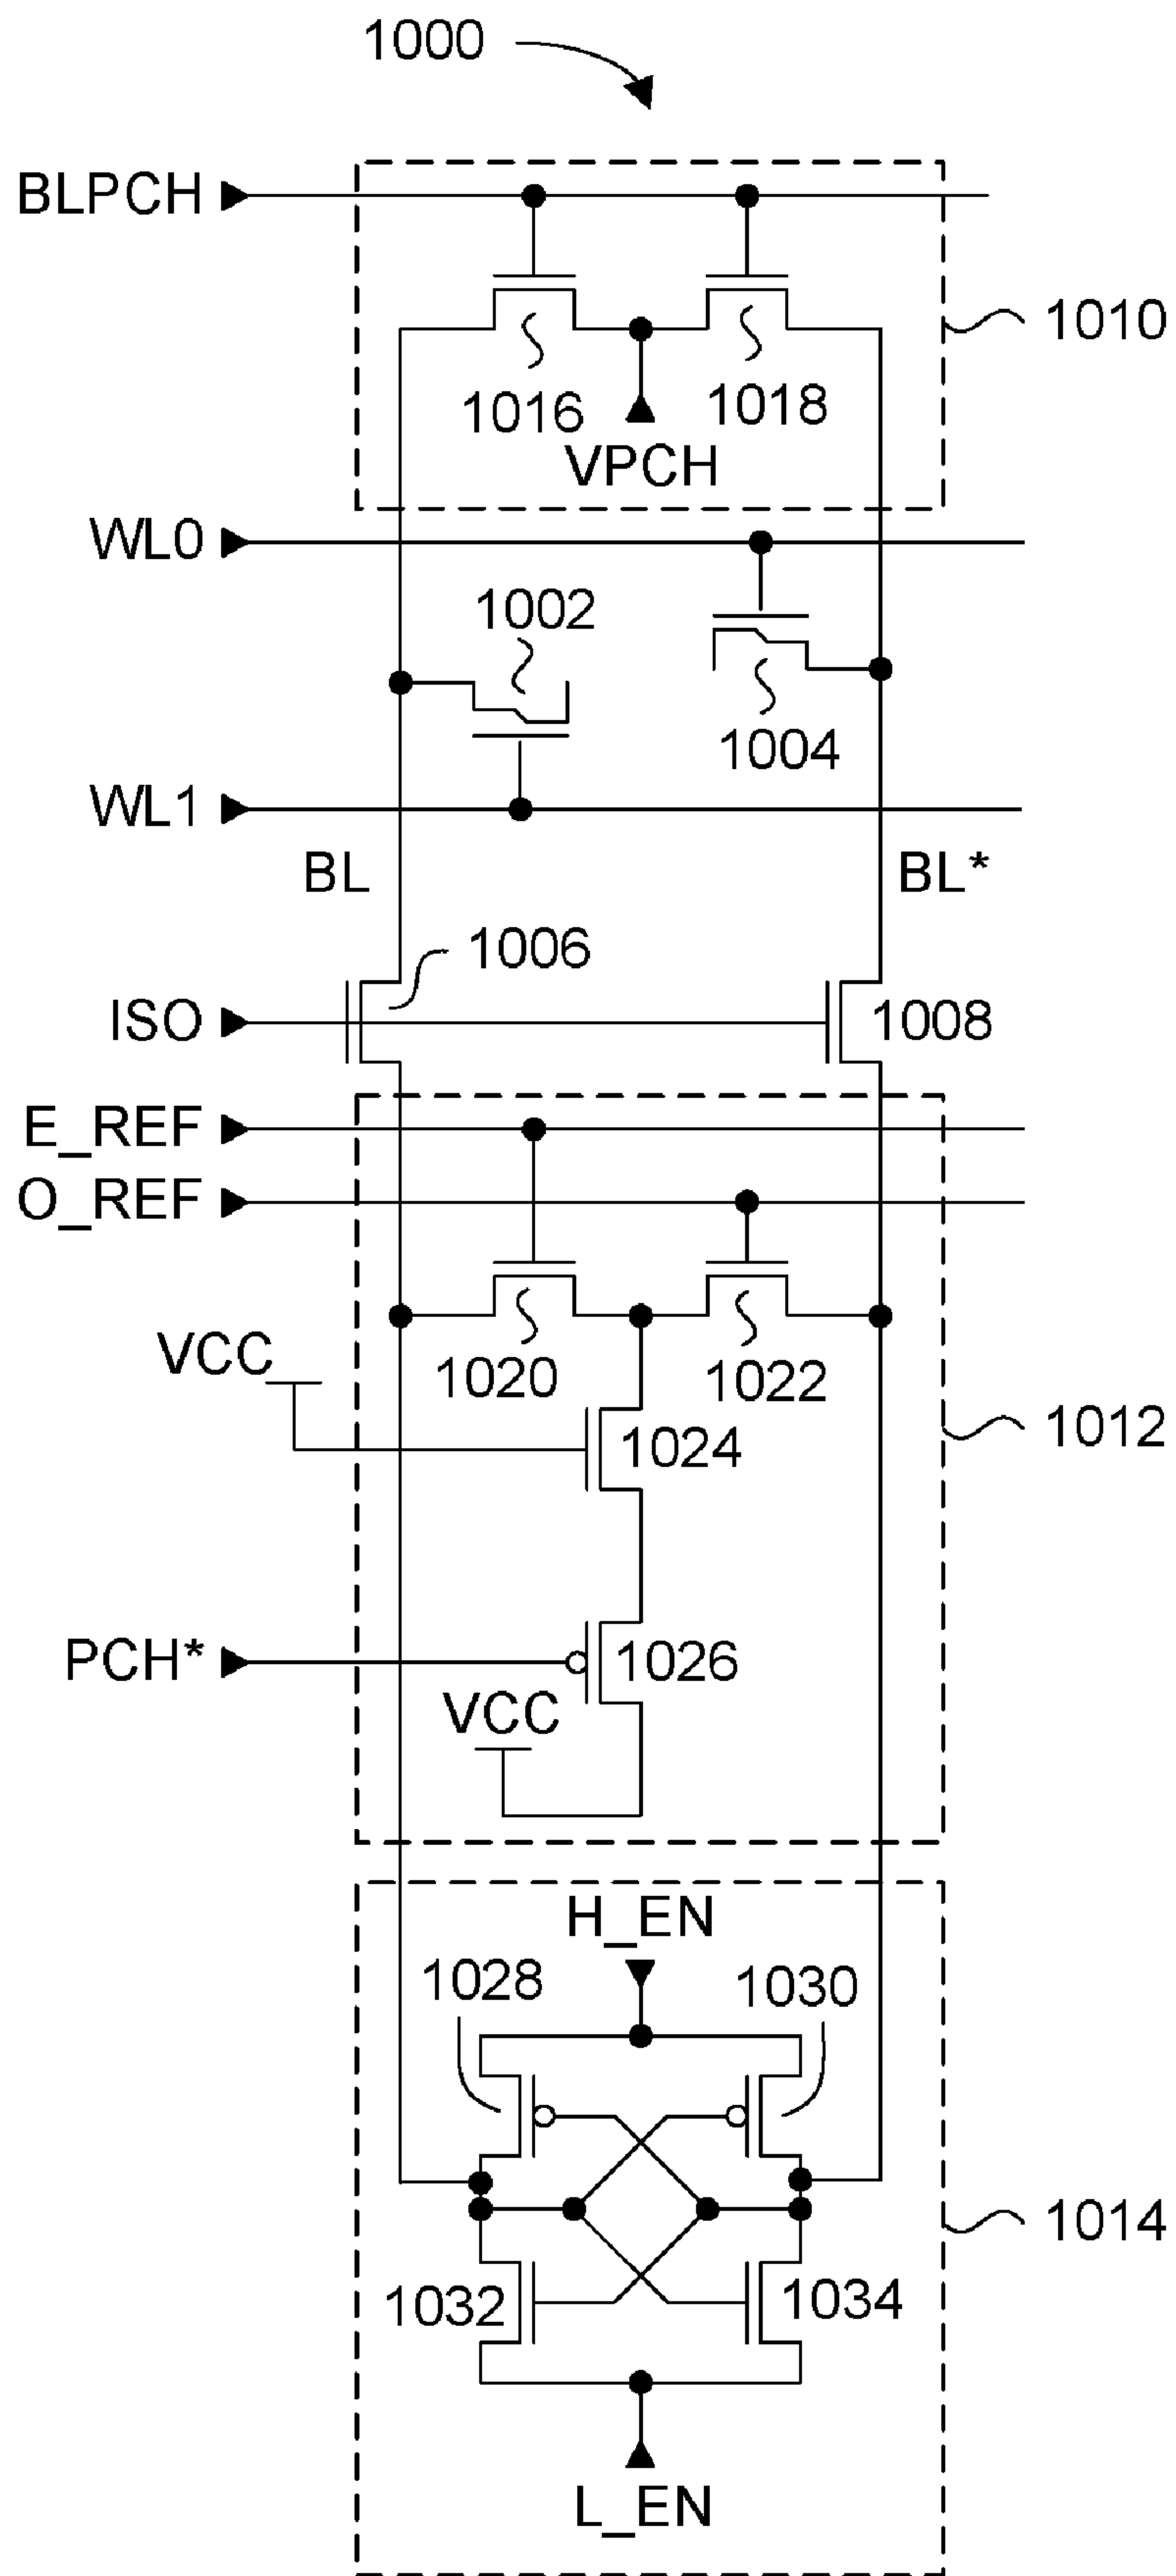 1000
BLPCH
1010
1016
1018
VPCH
WL0
1002
1004
WL1
BL
BL*
1006
ISO
1008
E_REF
O_REF
VCC
1020
1022
1024
1012
PCH*
1026
VCC
H_EN
1028
1030
1014
1032
1034
L_EN